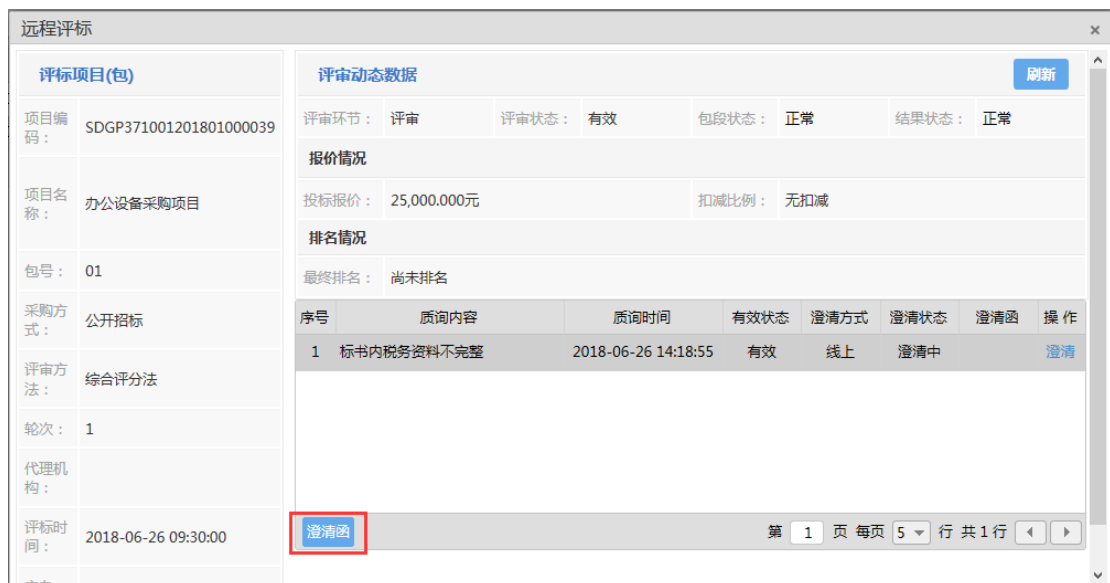 远程评标
评标项目(包)
项目编码：
SDGP371001201801000039
项目名称：
办公设备采购项目
包号：
01
采购方式：
公开招标
评审方法：
综合评分法
轮次：
1
代理机构：
评标时间：
2018-06-26 09:30:00
评审动态数据
刷新
评审环节： 评审 评审状态： 有效 包段状态： 正常 结果状态： 正常
报价情况
投标报价： 25,000.000元 扣减比例： 无扣减
排名情况
最终排名： 尚未排名
序号 质询内容 质询时间 有效状态 澄清方式 澄清状态 澄清函 操作
1 标书内税务资料不完整 2018-06-26 14:18:55 有效 线上 澄清中 澄清
澄清函 第 1 页 每页 5 行 共1行